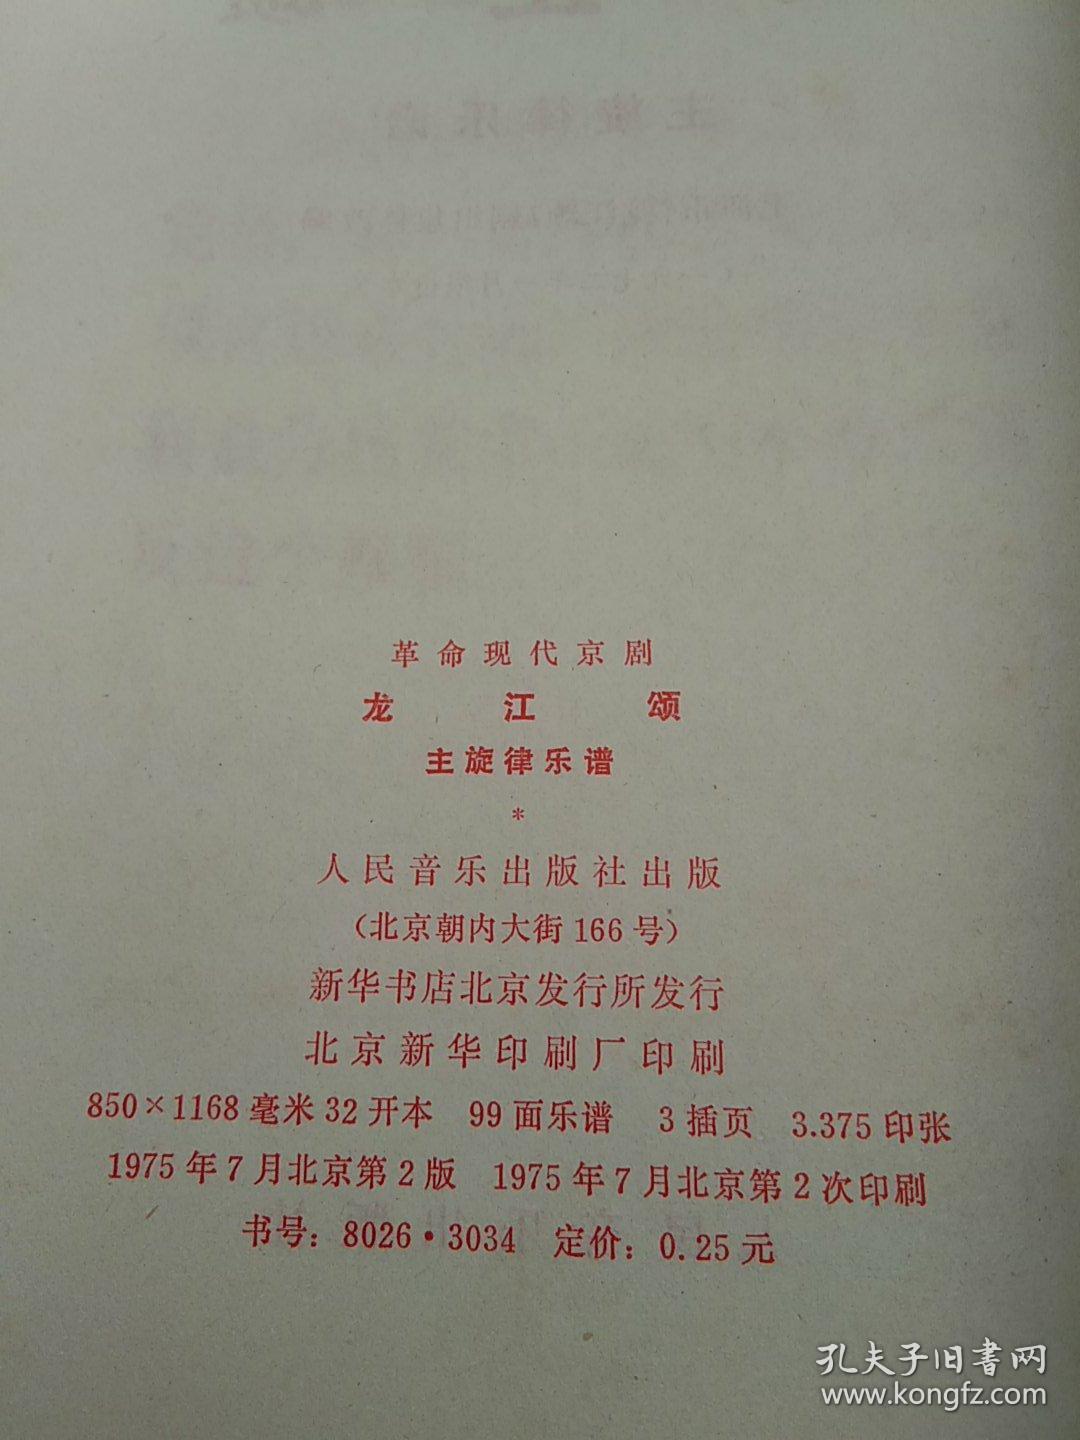 主旋律乐谱
革命现代京剧
龙江颂
主旋律乐谱
*
人民音乐出版社出版
（北京朝内大街166号）
新华书店北京发行所发行
北京新华印刷厂印刷
850×1168毫米32开本 99面乐谱 3插页 3.375印张
1975年7月北京第2版 1975年7月北京第2次印刷
书号：8026·3034 定价：0.25元
孔夫子旧書网
www.kongfz.com